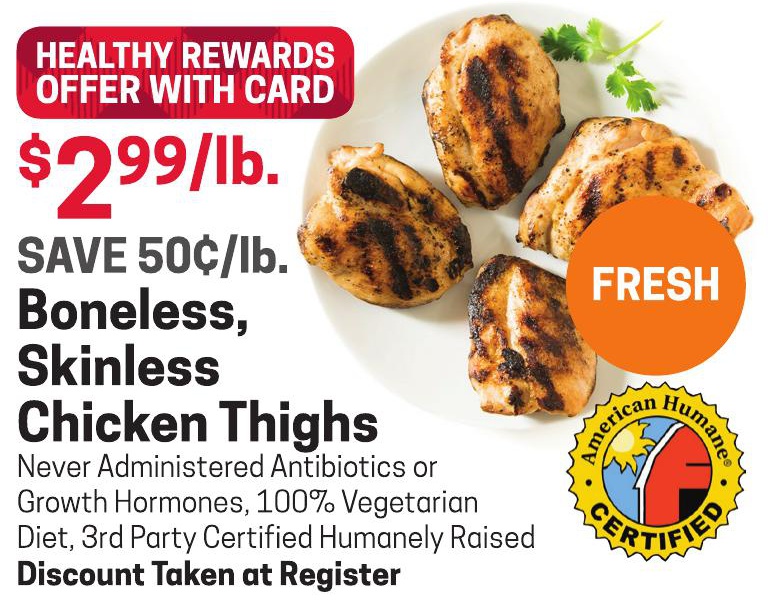 HEALTHY REWARDS
OFFER WITH CARD
$2 99/lb.
SAVE 50¢/lb.
Boneless,
Skinless
Chicken Thighs
Never Administered Antibiotics or
Growth Hormones, 100% Vegetarian
Diet, 3rd Party Certified Humanely Raised
Discount Taken at Register
FRESH
American Humane®
CERTIFIED